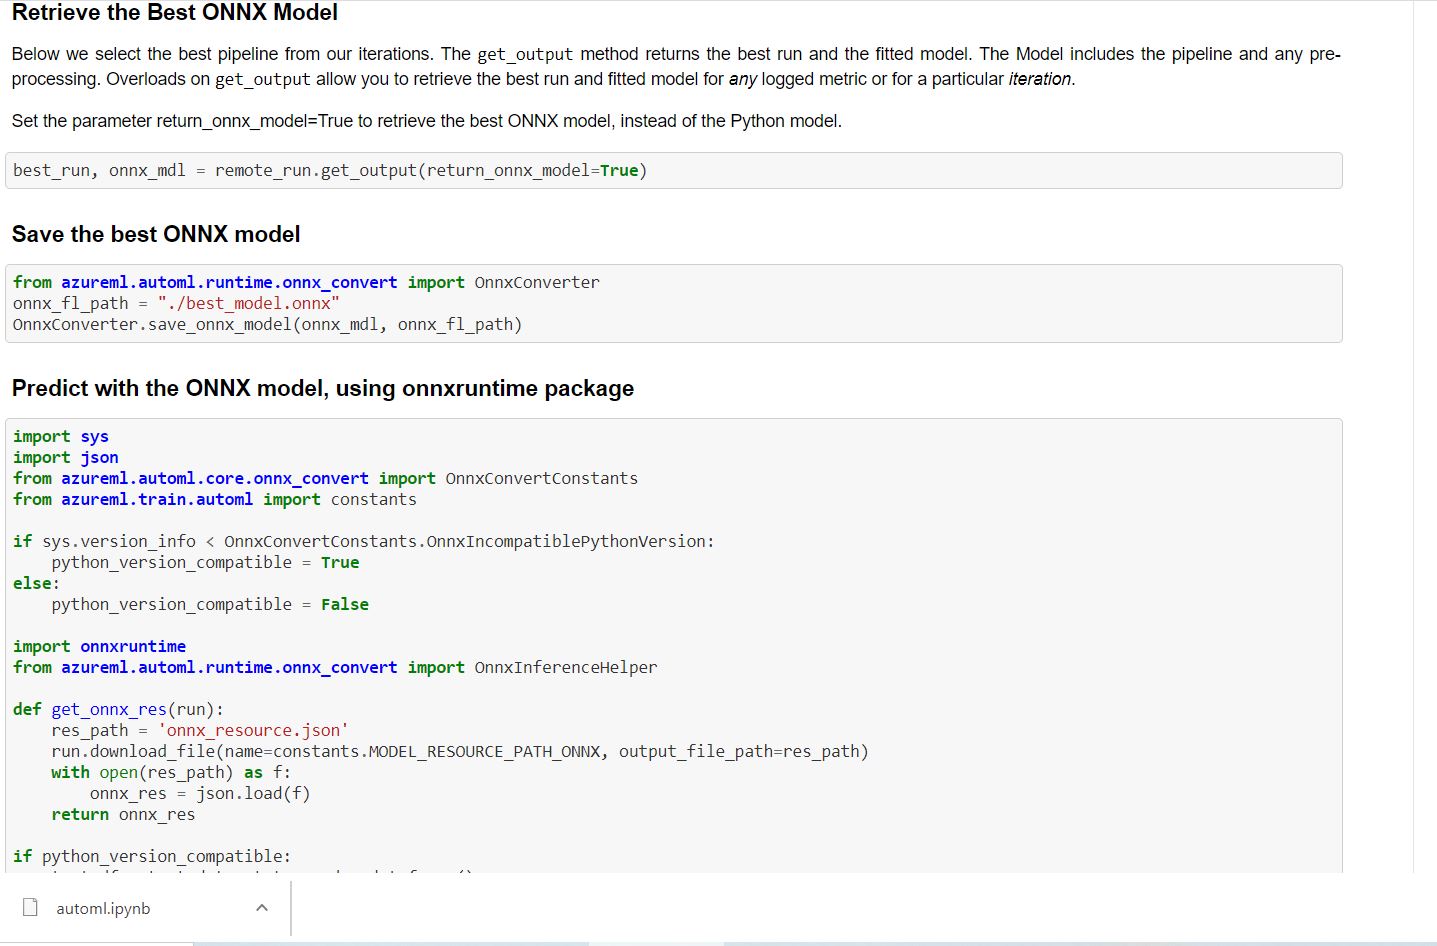 Retrieve the Best ONNX Model
Below we select the best pipeline from our iterations. The get_output method returns the best run and the fitted model. The Model includes the pipeline and any pre-
processing. Overloads on get_output allow you to retrieve the best run and fitted model for any logged metric or for a particular iteration.
Set the parameter return_onnx_model=True to retrieve the best ONNX model, instead of the Python model.
best_run, onnx_mdl = remote_run.get_output(return_onnx_model=True)
Save the best ONNX model
from azureml.automl.runtime.onnx_convert import OnnxConverter
onnx_fl_path = "./best_model.onnx"
OnnxConverter.save_onnx_model(onnx_mdl, onnx_fl_path)
Predict with the ONNX model, using onnxruntime package
import sys
import json
from azureml.automl.core.onnx_convert import OnnxConvertConstants
from azureml.train.automl import constants
if sys.version_info < OnnxConvertConstants.OnnxIncompatiblePythonVersion:
    python_version_compatible = True
else:
    python_version_compatible = False
import onnxruntime
from azureml.automl.runtime.onnx_convert import OnnxInferenceHelper
def get_onnx_res(run):
    res_path = 'onnx_resource.json'
    run.download_file(name=constants.MODEL_RESOURCE_PATH_ONNX, output_file_path=res_path)
    with open(res_path) as f:
        onnx_res = json.load(f)
    return onnx_res
if python_version_compatible:
automl.ipynb